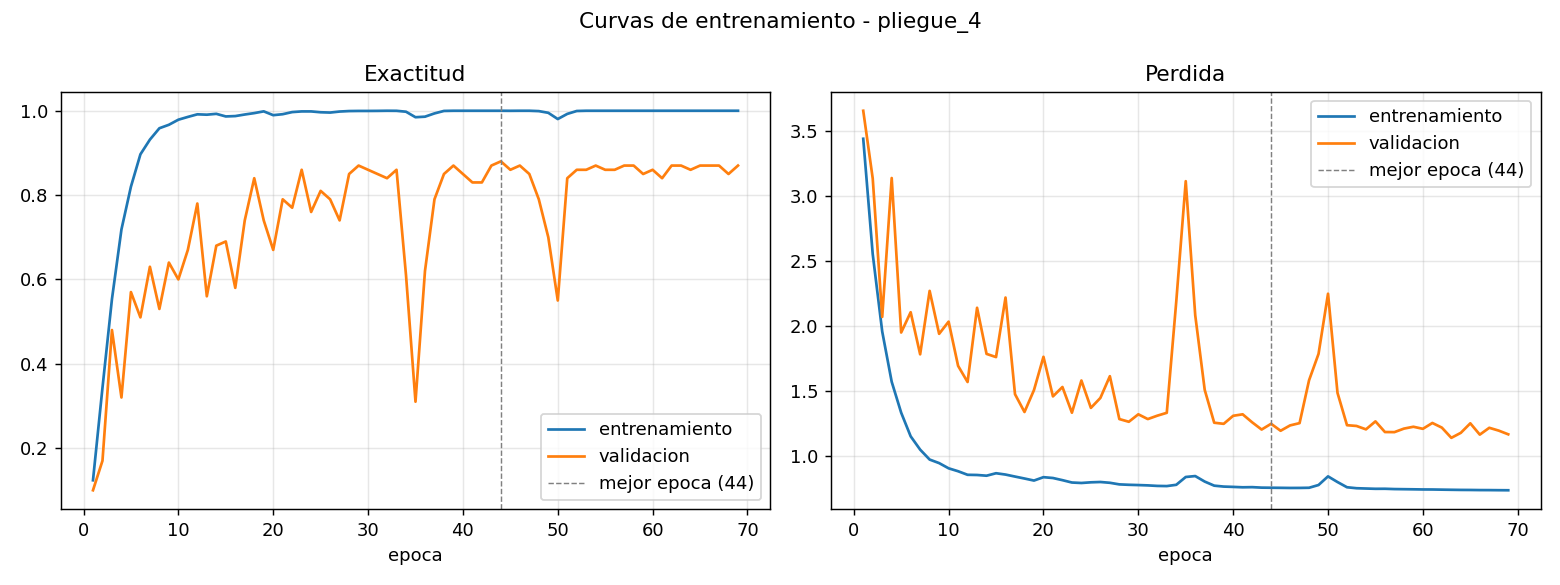 Curvas de entrenamiento - pliegue_4
Exactitud
1.0
0.8
0.6
0.4
0.2
0 10 20 30 40 50 60 70
epoca
entrenamiento
validacion
mejor epoca (44)
Perdida
3.5
3.0
2.5
2.0
1.5
1.0
0 10 20 30 40 50 60 70
epoca
entrenamiento
validacion
mejor epoca (44)